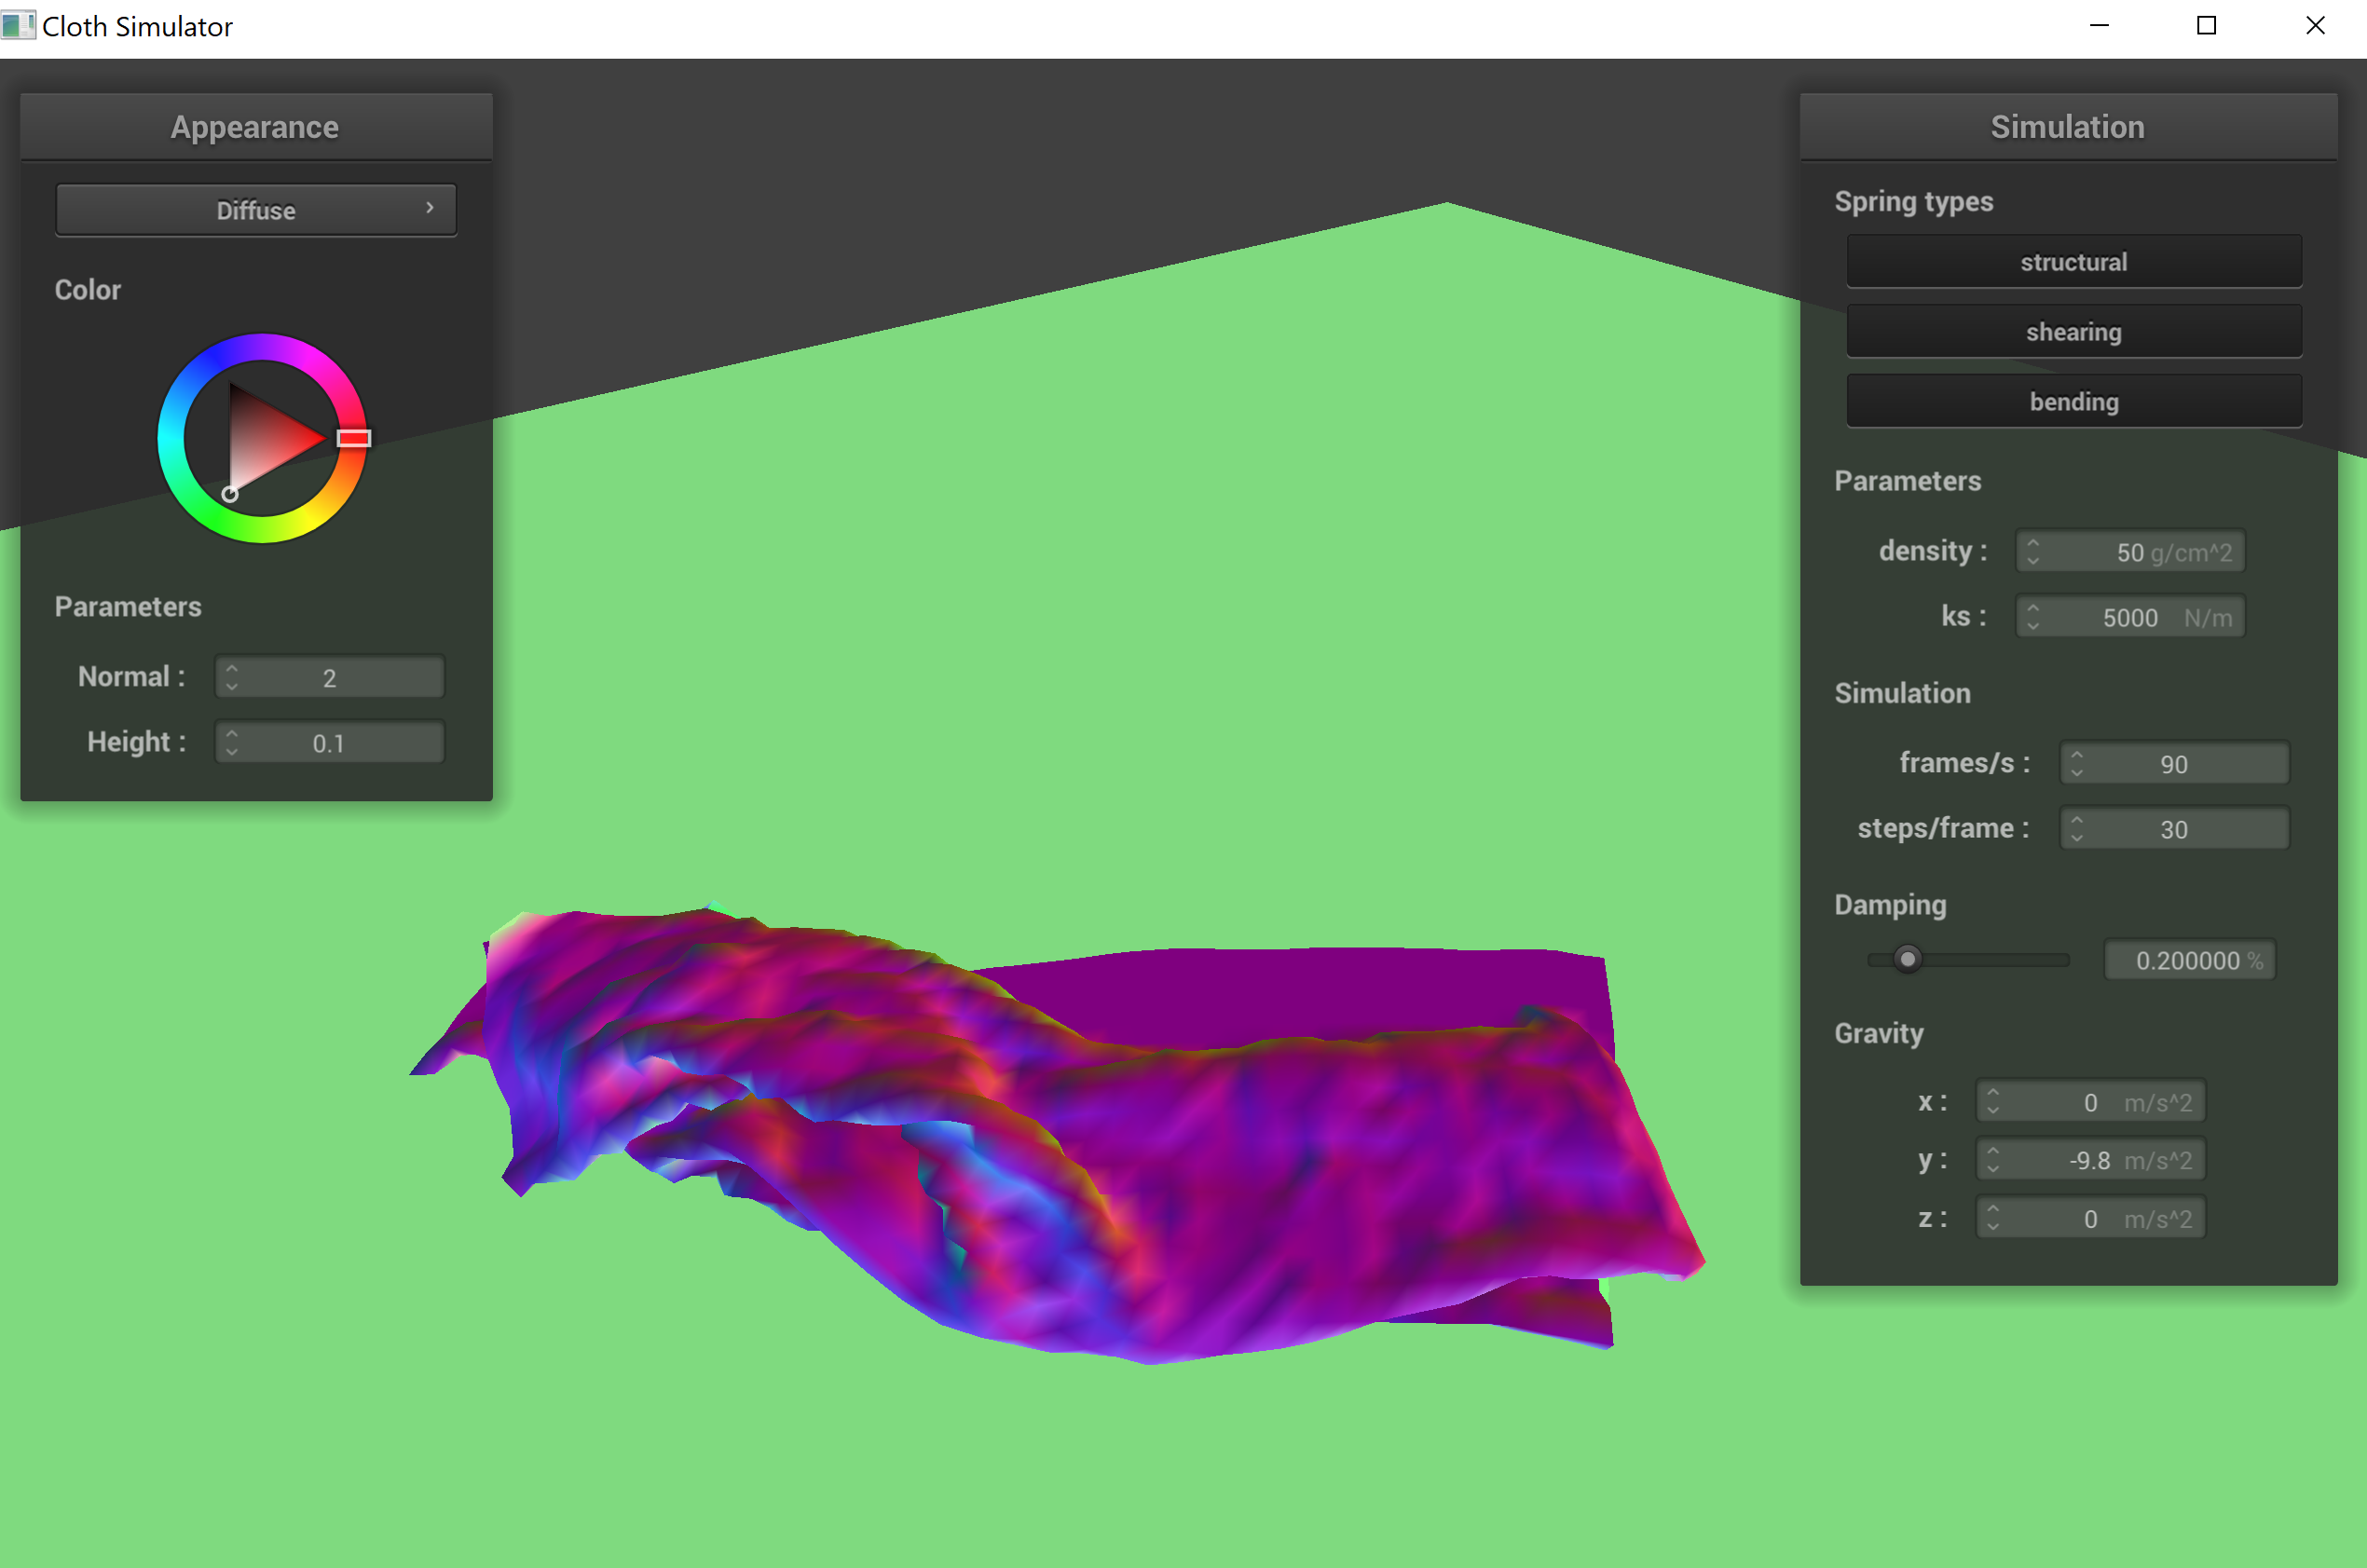 Cloth Simulator
Appearance
Diffuse
Color
Parameters
Normal : 2
Height : 0.1
Simulation
Spring types
structural
shearing
bending
Parameters
density : 50 g/cm^2
ks : 5000 N/m
Simulation
frames/s : 90
steps/frame : 30
Damping
0.200000 %
Gravity
x : 0 m/s^2
y : -9.8 m/s^2
z : 0 m/s^2